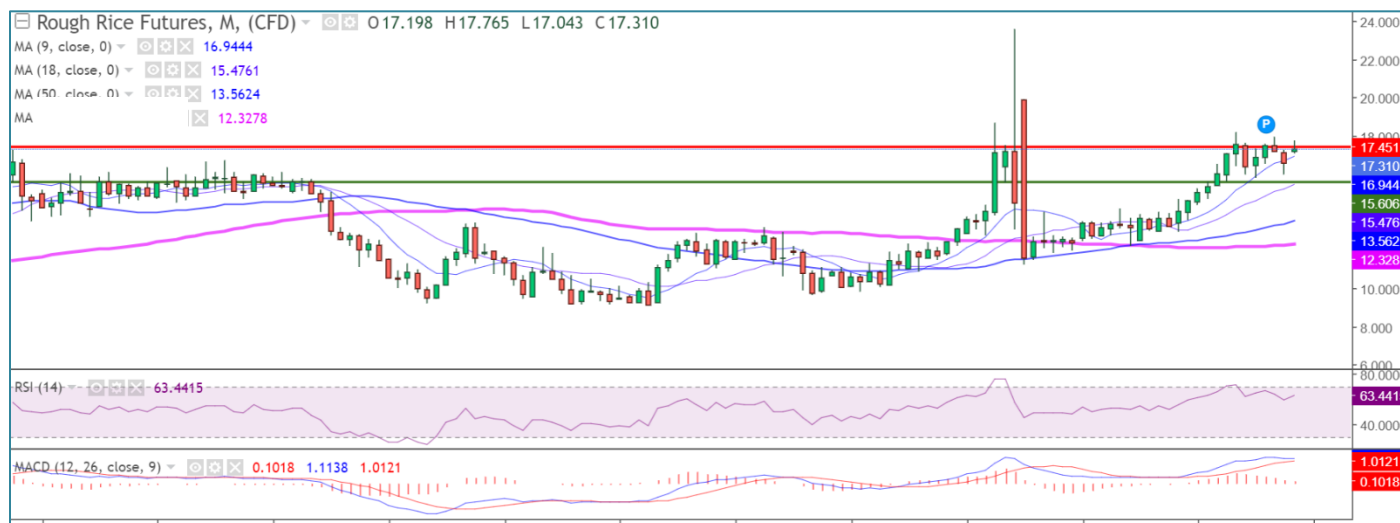 Rough Rice Futures, M, (CFD) O17.198 H17.765 L17.043 C17.310
MA (9, close, 0) 16.9444
MA (18, close, 0) 15.4761
MA (50, close, 0) 13.5624
MA 12.3278
P
24.000
22.000
20.000
18.000
17.451
17.310
16.944
15.606
15.476
13.562
12.328
10.000
8.000
6.000
RSI (14) 63.4415
80.000
63.441
40.000
MACD (12, 26, close, 9) 0.1018 1.1138 1.0121
1.0121
0.1018